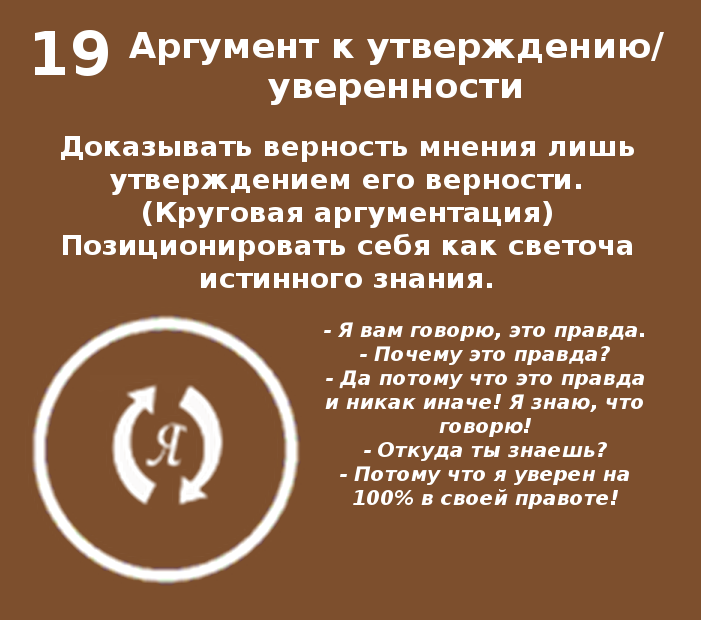 19 Аргумент к утверждению/
уверенности
Доказывать верность мнения лишь
утверждением его верности.
(Круговая аргументация)
Позиционировать себя как светоча
истинного знания.
- Я вам говорю, это правда.
- Почему это правда?
- Да потому что это правда
и никак иначе! Я знаю, что
говорю!
- Откуда ты знаешь?
- Потому что я уверен на
100% в своей правоте!
Я